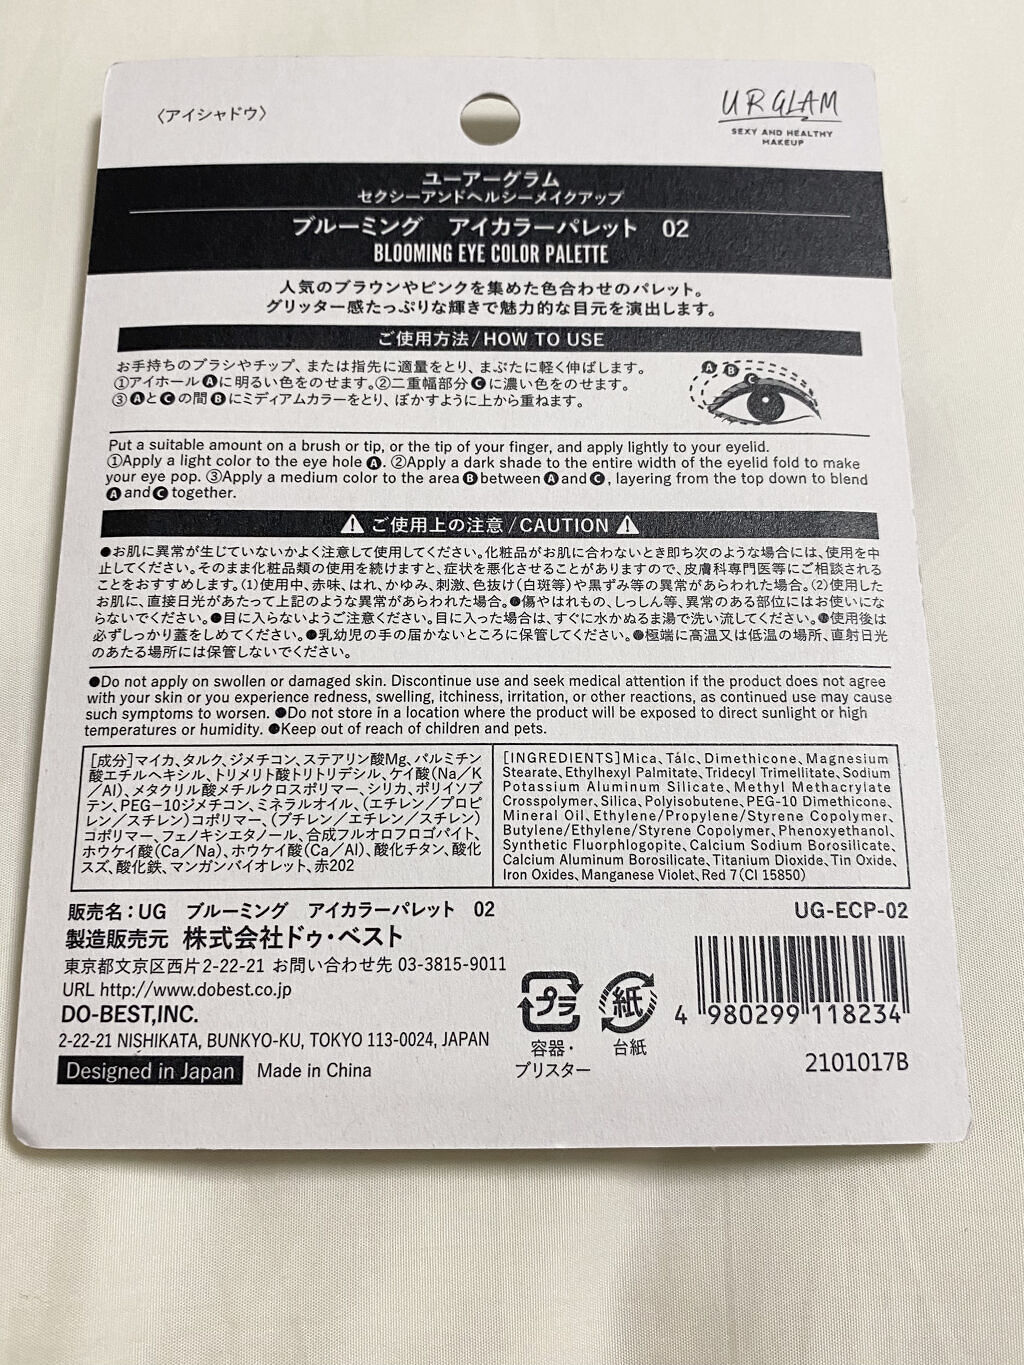 〈アイシャドウ〉
UR GLAM
SEXY AND HEALTHY
MAKEUP
ユーアーグラム
セクシーアンドヘルシーメイクアップ
ブルーミング アイカラーパレット 02
BLOOMING EYE COLOR PALETTE
人気のブラウンやピンクを集めた色合わせのパレット。
グリッター感たっぷりな輝きで魅力的な目元を演出します。
ご使用方法/HOW TO USE
お手持ちのブラシやチップ、または指先に適量をとり、まぶたに軽く伸ばします。
①アイホールⒶに明るい色をのせます。②二重幅部分Ⓒに濃い色をのせます。
③ⒶとⒸの間Ⓑにミディアムカラーをとり、ぼかすように上から重ねます。
A B C
Put a suitable amount on a brush or tip, or the tip of your finger, and apply lightly to your eyelid.
①Apply a light color to the eye hole Ⓐ. ②Apply a dark shade to the entire width of the eyelid fold to make
your eye pop. ③Apply a medium color to the area Ⓑ between Ⓐ and Ⓒ, layering from the top down to blend
Ⓐ and Ⓒ together.
⚠ ご使用上の注意/CAUTION ⚠
●お肌に異常が生じていないかよく注意して使用してください。化粧品がお肌に合わないとき即ち次のような場合には、使用を中
止してください。そのまま化粧品類の使用を続けますと、症状を悪化させることがありますので、皮膚科専門医等にご相談される
ことをおすすめします。(1)使用中、赤味、はれ、かゆみ、刺激、色抜け(白斑等)や黒ずみ等の異常があらわれた場合。(2)使用した
お肌に、直接日光があたって上記のような異常があらわれた場合。●傷やはれもの、しっしん等、異常のある部位にはお使いにな
らないでください。●目に入らないようご注意ください。目に入った場合は、すぐに水かぬるま湯で洗い流してください。●使用後は
必ずしっかり蓋をしめてください。●乳幼児の手の届かないところに保管してください。●極端に高温又は低温の場所、直射日光
のあたる場所には保管しないでください。
●Do not apply on swollen or damaged skin. Discontinue use and seek medical attention if the product does not agree
with your skin or you experience redness, swelling, itchiness, irritation, or other reactions, as continued use may cause
such symptoms to worsen. ●Do not store in a location where the product will be exposed to direct sunlight or high
temperatures or humidity. ●Keep out of reach of children and pets.
[成分]マイカ、タルク、ジメチコン、ステアリン酸Mg、パルミチン
酸エチルヘキシル、トリメリト酸トリトリデシル、ケイ酸(Na/K
/Al)、メタクリル酸メチルクロスポリマー、シリカ、ポリイソブ
テン、PEG-10ジメチコン、ミネラルオイル、(エチレン/プロピ
レン/スチレン)コポリマー、(ブチレン/エチレン/スチレン)
コポリマー、フェノキシエタノール、合成フルオロフロゴパイト、
ホウケイ酸(Ca/Na)、ホウケイ酸(Ca/Al)、酸化チタン、酸化
スズ、酸化鉄、マンガンバイオレット、赤202
[INGREDIENTS]Mica, Talc, Dimethicone, Magnesium
Stearate, Ethylhexyl Palmitate, Tridecyl Trimellitate, Sodium
Potassium Aluminum Silicate, Methyl Methacrylate
Crosspolymer, Silica, Polyisobutene, PEG-10 Dimethicone,
Mineral Oil, Ethylene/Propylene/Styrene Copolymer,
Butylene/Ethylene/Styrene Copolymer, Phenoxyethanol,
Synthetic Fluorphlogopite, Calcium Sodium Borosilicate,
Calcium Aluminum Borosilicate, Titanium Dioxide, Tin Oxide,
Iron Oxides, Manganese Violet, Red 7(CI 15850)
販売名:UG ブルーミング アイカラーパレット 02
UG-ECP-02
製造販売元 株式会社ドゥ・ベスト
東京都文京区西片2-22-21 お問い合わせ先 03-3815-9011
URL http://www.dobest.co.jp
DO-BEST,INC.
2-22-21 NISHIKATA, BUNKYO-KU, TOKYO 113-0024, JAPAN
Designed in Japan Made in China
プラ
容器・
ブリスター
紙
台紙
4 980299 118234
2101017B